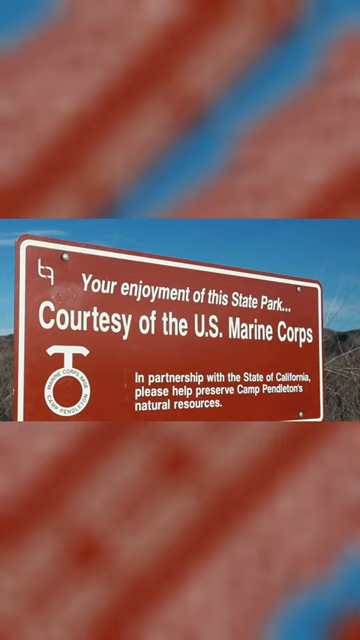 Your enjoyment of this State Park...
Courtesy of the U.S. Marine Corps
In partnership with the State of California,
please help preserve Camp Pendleton's
natural resources.
MARINE CORPS BASE
CAMP PENDLETON